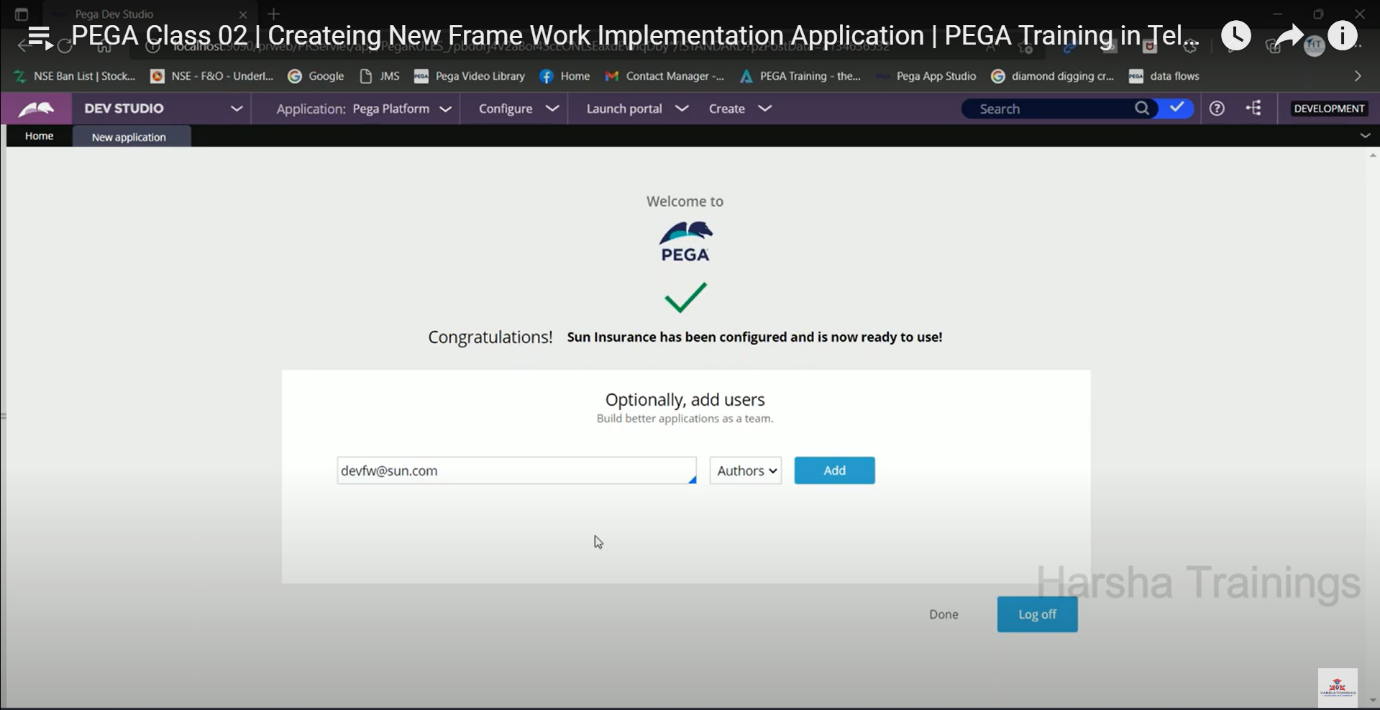 Pega Dev Studio
PEGA Class 02 | Createing New Frame Work Implementation Application | PEGA Training in Tel...
NSE Ban List | Stock...
NSE - F&O - Underl...
Google
JMS
Pega Video Library
Home
Contact Manager -...
PEGA Training - the...
Pega App Studio
diamond digging cr...
data flows
DEV STUDIO
Application: Pega Platform
Configure
Launch portal
Create
Search
DEVELOPMENT
Home
New application
Welcome to
PEGA
Congratulations! Sun Insurance has been configured and is now ready to use!
Optionally, add users
Build better applications as a team.
devfw@sun.com
Authors
Add
Harsha Trainings
Done
Log off